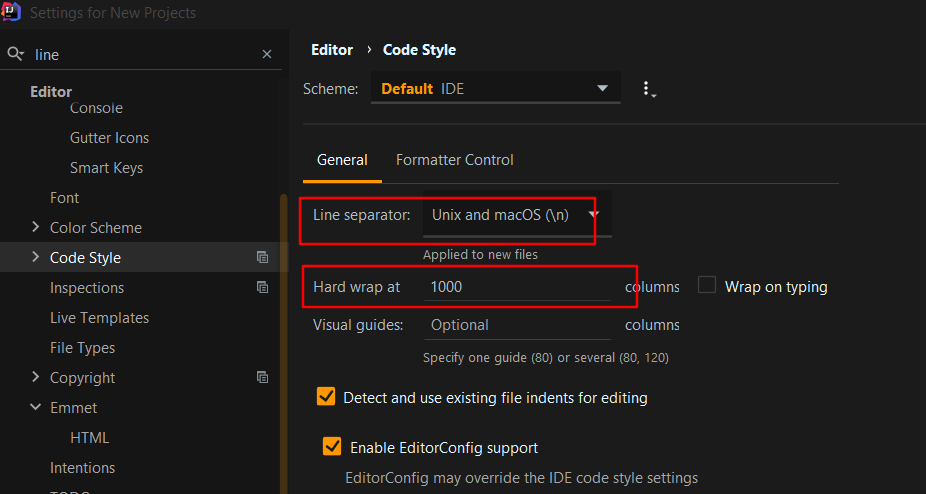 IJ
Settings for New Projects
line
Editor
Console
Gutter Icons
Smart Keys
Font
Color Scheme
Code Style
Inspections
Live Templates
File Types
Copyright
Emmet
HTML
Intentions
TODO
Editor › Code Style
Scheme: Default IDE
General Formatter Control
Line separator: Unix and macOS (\n)
Applied to new files
Hard wrap at 1000 columns Wrap on typing
Visual guides: Optional columns
Specify one guide (80) or several (80, 120)
Detect and use existing file indents for editing
Enable EditorConfig support
EditorConfig may override the IDE code style settings